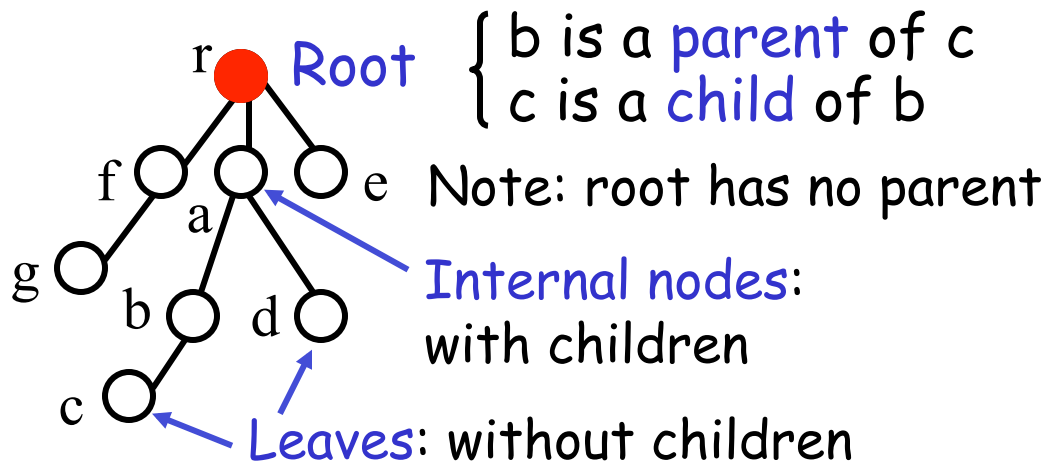 r Root
b is a parent of c
c is a child of b
f
a
e
Note: root has no parent
g
b
d
Internal nodes:
with children
c
Leaves: without children